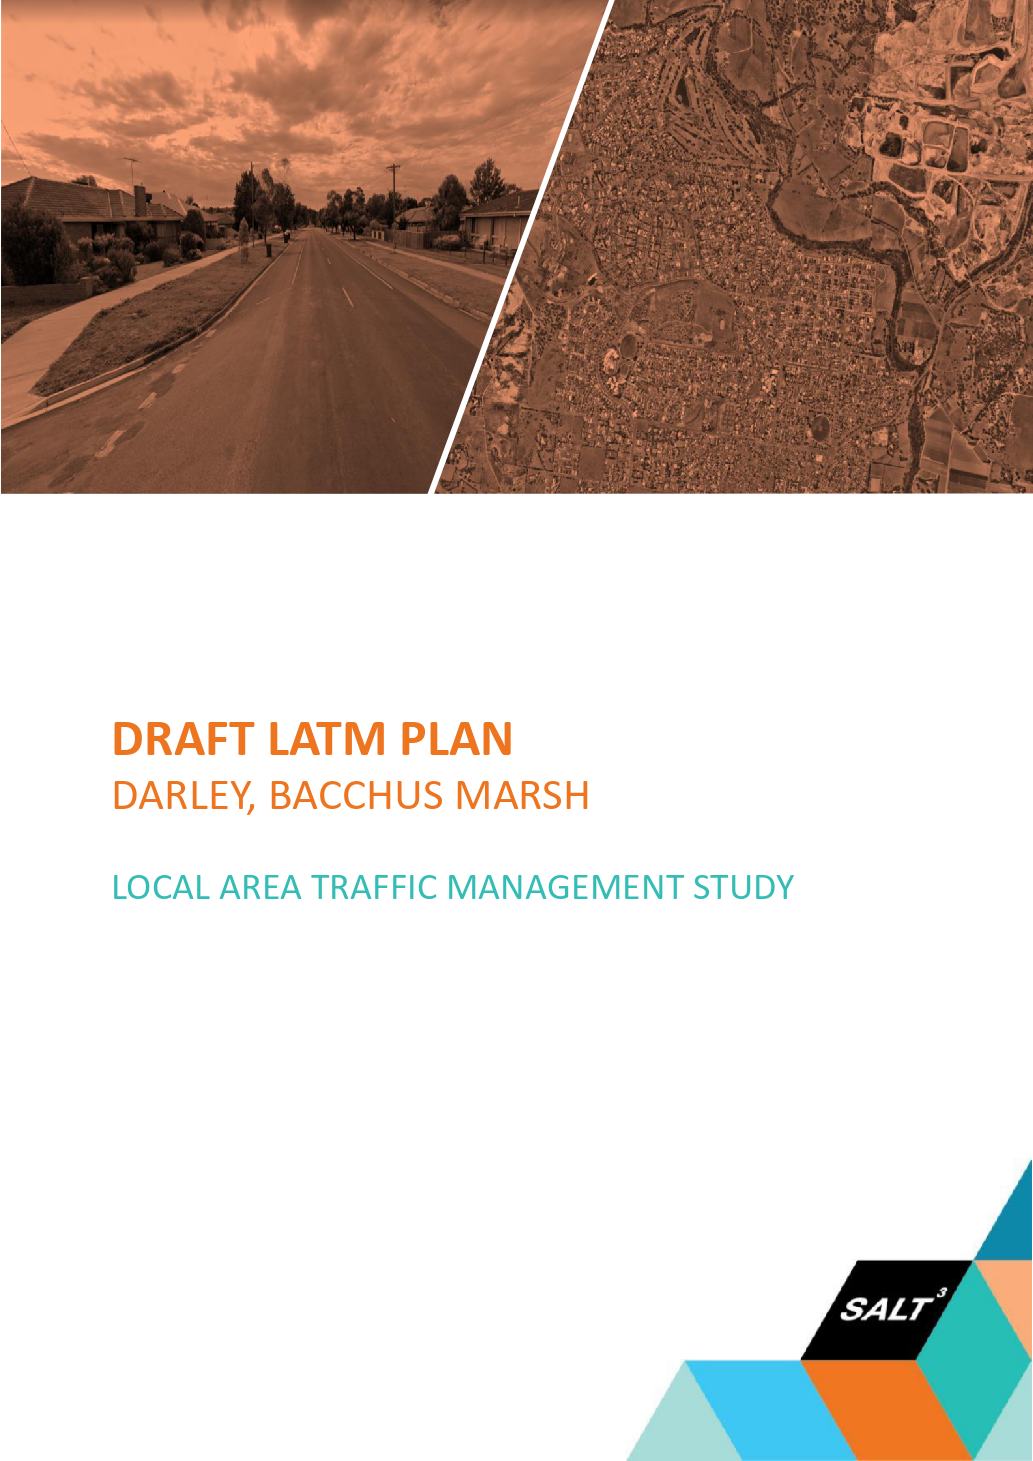 DRAFT LATM PLAN
DARLEY, BACCHUS MARSH
LOCAL AREA TRAFFIC MANAGEMENT STUDY
SALT³